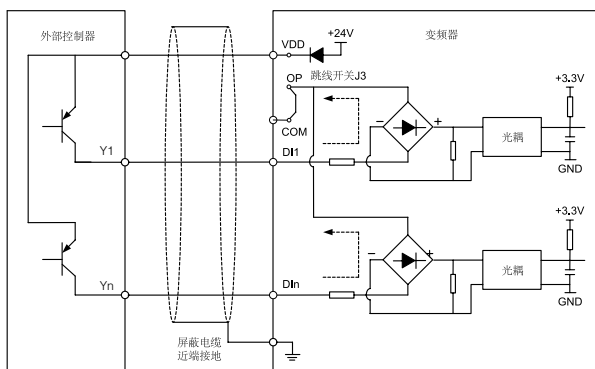 外部控制器
变频器
+24V
VDD
OP
跳线开关J3
COM
+3.3V
Y1
DI1
光耦
GND
+3.3V
Yn
DIn
光耦
GND
屏蔽电缆
近端接地